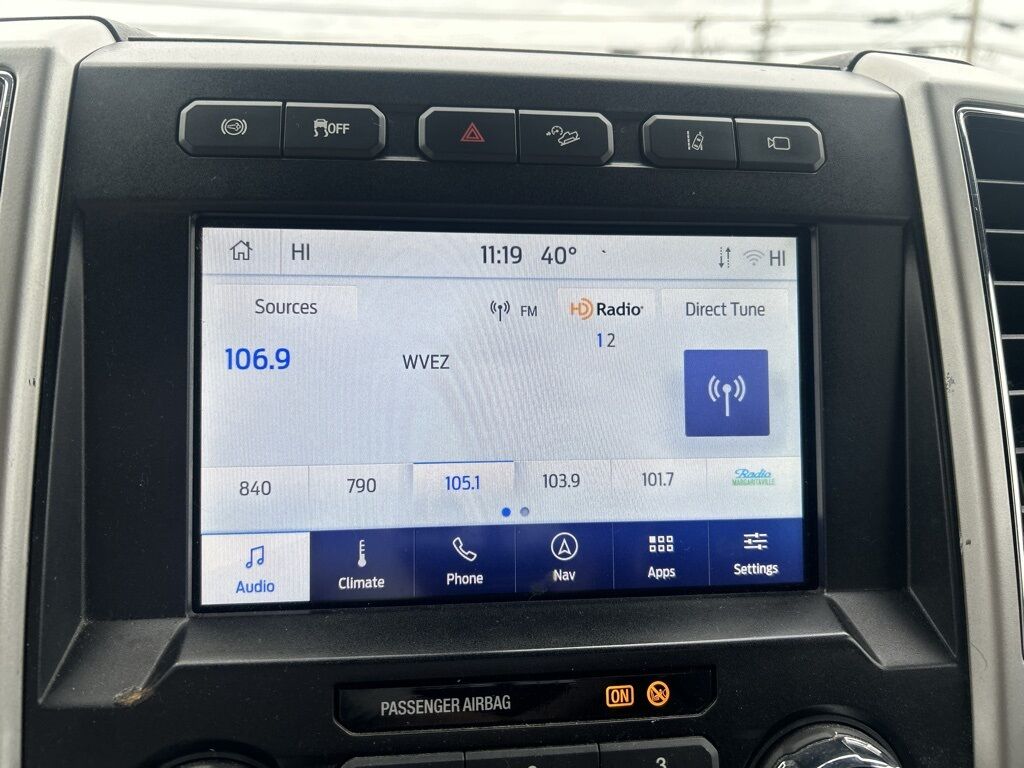 OFF
HI 11:19 40° HI
Sources FM HD Radio Direct Tune
1 2
106.9 WVEZ
840 790 105.1 103.9 101.7 Radio MARGARITAVILLE
Audio Climate Phone Nav Apps Settings
PASSENGER AIRBAG ON
3